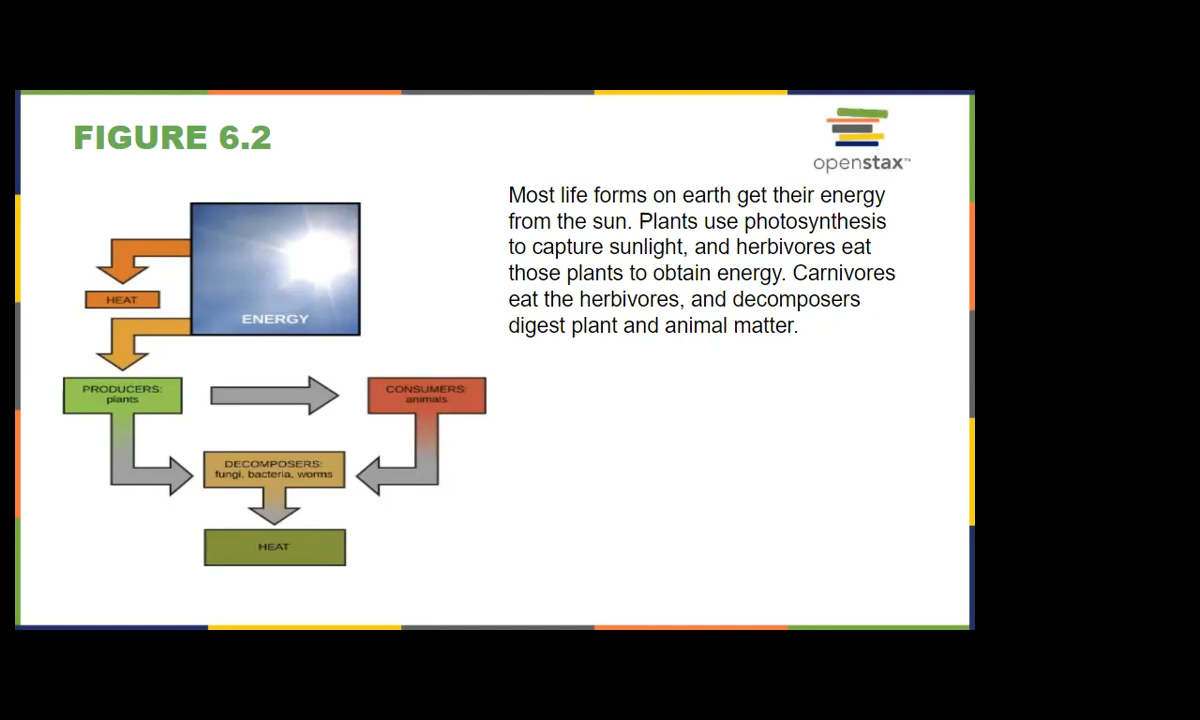 FIGURE 6.2
openstax™
Most life forms on earth get their energy
from the sun. Plants use photosynthesis
to capture sunlight, and herbivores eat
those plants to obtain energy. Carnivores
eat the herbivores, and decomposers
digest plant and animal matter.
HEAT
ENERGY
PRODUCERS:
plants
CONSUMERS:
animals
DECOMPOSERS:
fungi, bacteria, worms
HEAT